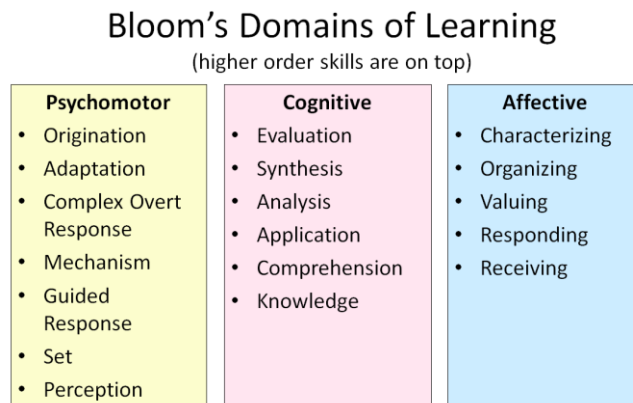 Bloom’s Domains of Learning
(higher order skills are on top)
Psychomotor
• Origination
• Adaptation
• Complex Overt
Response
• Mechanism
• Guided
Response
• Set
• Perception
Cognitive
• Evaluation
• Synthesis
• Analysis
• Application
• Comprehension
• Knowledge
Affective
• Characterizing
• Organizing
• Valuing
• Responding
• Receiving